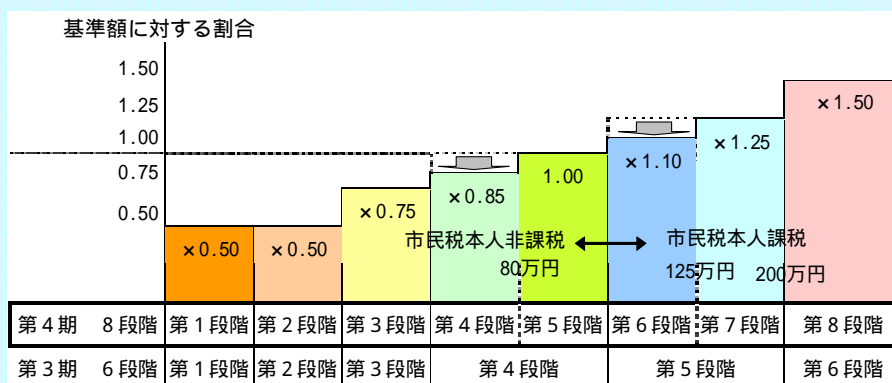 基準額に対する割合
1.50
1.25
1.00
0.75
0.50
×0.50
×0.50
×0.75
×0.85
1.00
×1.10
×1.25
×1.50
市民税本人非課税
市民税本人課税
80万円
125万円
200万円
第4期 8段階 第1段階 第2段階 第3段階 第4段階 第5段階 第6段階 第7段階 第8段階
第3期 6段階 第1段階 第2段階 第3段階 第4段階 第5段階 第6段階